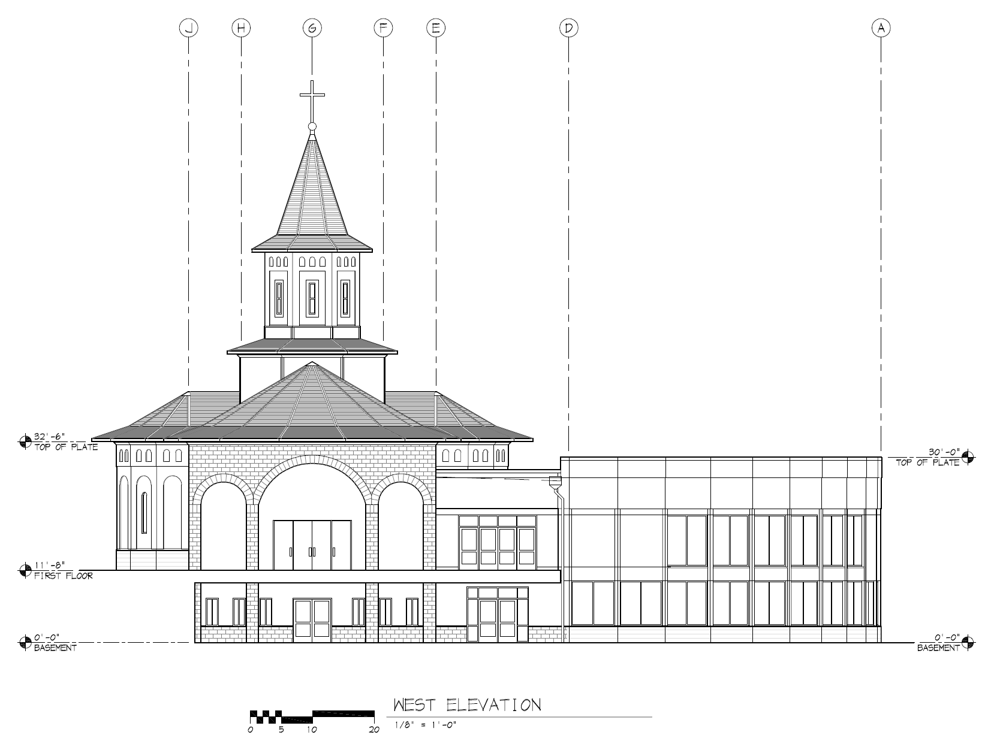 J H G F E D A
32'-6"
TOP OF PLATE
30'-0"
TOP OF PLATE
11'-8"
FIRST FLOOR
0'-0"
BASEMENT
0'-0"
BASEMENT
WEST ELEVATION
1/8" = 1'-0"
0 5 10 20